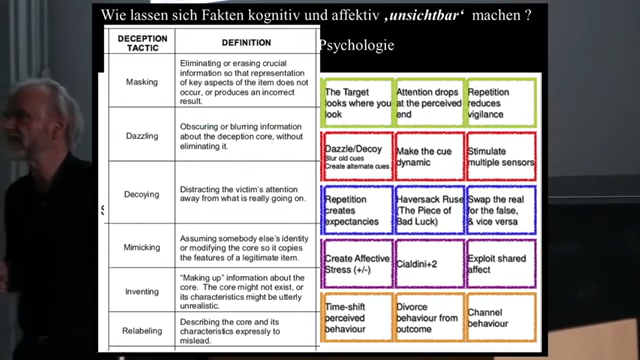 Wie lassen sich Fakten kognitiv und affektiv ‚unsichtbar‘ machen ?
Psychologie
DECEPTION
TACTIC
DEFINITION
Masking
Eliminating or erasing crucial
information so that representation
of key aspects of the item does not
occur, or produces an incorrect
result.
Dazzling
Obscuring or blurring information
about the deception core, without
eliminating it.
Decoying
Distracting the victim's attention
away from what is really going on.
Mimicking
Assuming somebody else's identity
or modifying the core so it copies
the features of a legitimate item.
Inventing
"Making up" information about the
core. The core might not exist, or
its characteristics might be utterly
unrealistic.
Relabeling
Describing the core and its
characteristics expressly to
mislead.
The Target
looks where you
look
Attention drops
at the perceived
end
Repetition
reduces
vigilance
Dazzle/Decoy
Blur old cues
Create alternate cues
Make the cue
dynamic
Stimulate
multiple sensors
Repetition
creates
expectancies
Haversack Ruse
(The Piece of
Bad Luck)
Swap the real
for the false,
& vice versa
Create Affective
Stress (+/-)
Cialdini+2
Exploit shared
affect
Time-shift
perceived
behaviour
Divorce
behaviour from
outcome
Channel
behaviour